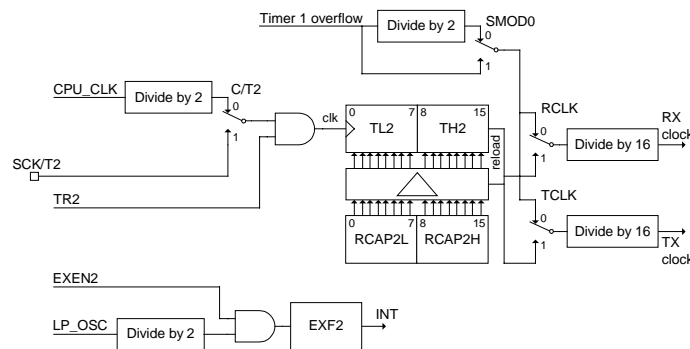 Timer 1 overflow
Divide by 2
SMOD0
0
1
CPU_CLK
Divide by 2
C/T2
0
1
clk
0
7
8
15
TL2
TH2
reload
RCLK
0
1
Divide by 16
RX
clock
SCK/T2
TR2
0
7
8
15
RCAP2L
RCAP2H
TCLK
0
1
Divide by 16
TX
clock
EXEN2
LP_OSC
Divide by 2
EXF2
INT